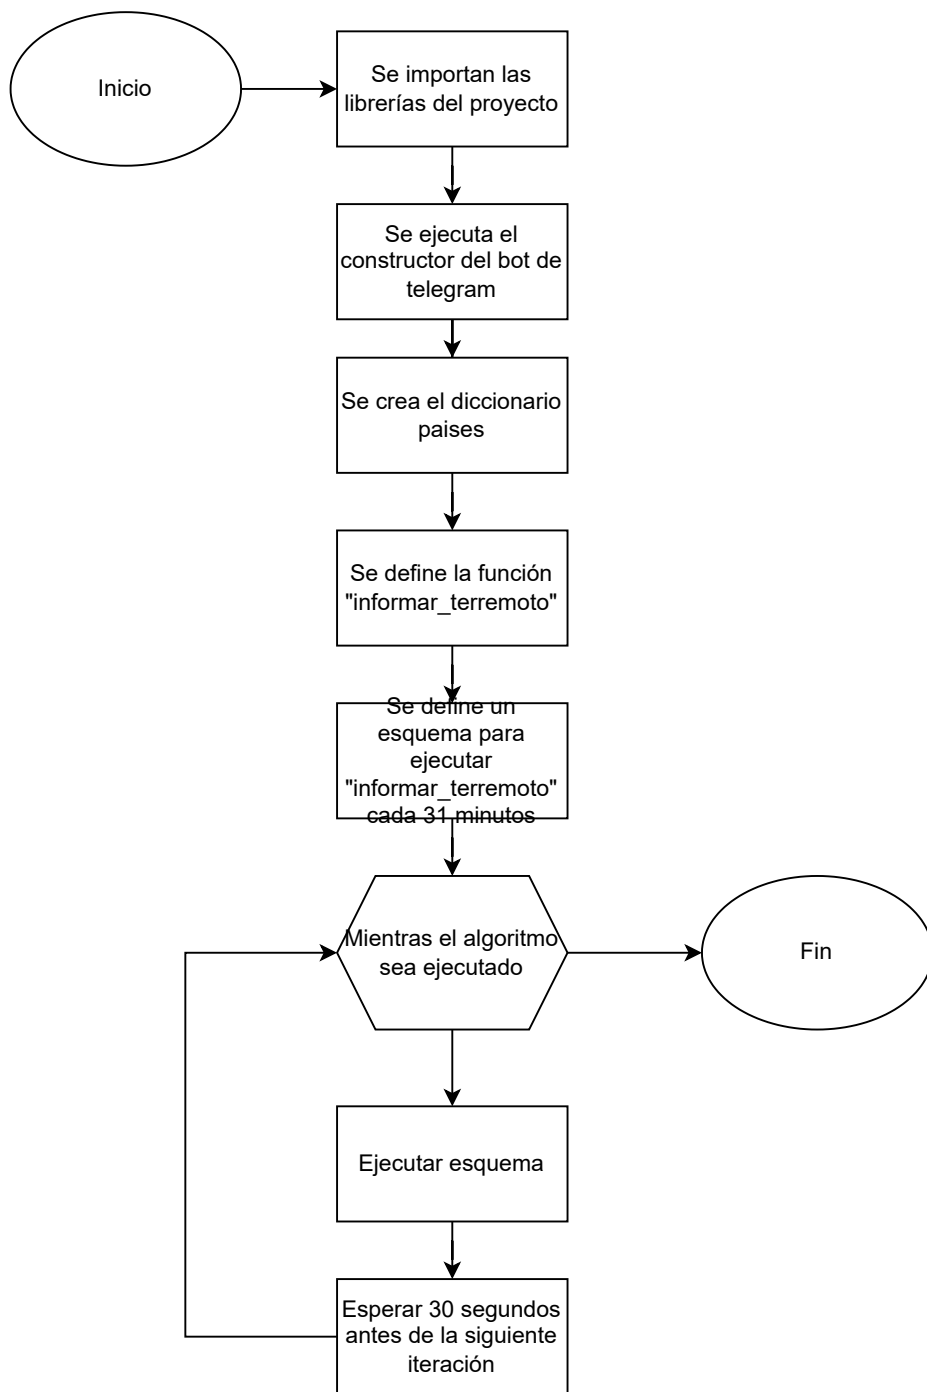 Inicio
Se importan las
librerías del proyecto
Se ejecuta el
constructor del bot de
telegram
Se crea el diccionario
paises
Se define la función
"informar_terremoto"
Se define un
esquema para
ejecutar
"informar_terremoto"
cada 31 minutos
Mientras el algoritmo
sea ejecutado
Fin
Ejecutar esquema
Esperar 30 segundos
antes de la siguiente
iteración